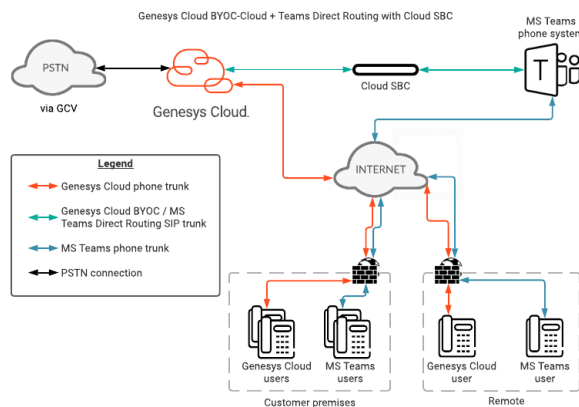 Genesys Cloud BYOC-Cloud + Teams Direct Routing with Cloud SBC
MS Teams
phone system
PSTN
via GCV
Genesys Cloud.
Cloud SBC
T
INTERNET
Legend
Genesys Cloud phone trunk
Genesys Cloud BYOC / MS
Teams Direct Routing SIP trunk
MS Teams phone trunk
PSTN connection
Genesys Cloud
users
MS Teams
users
Genesys Cloud
user
MS Teams
user
Customer premises
Remote